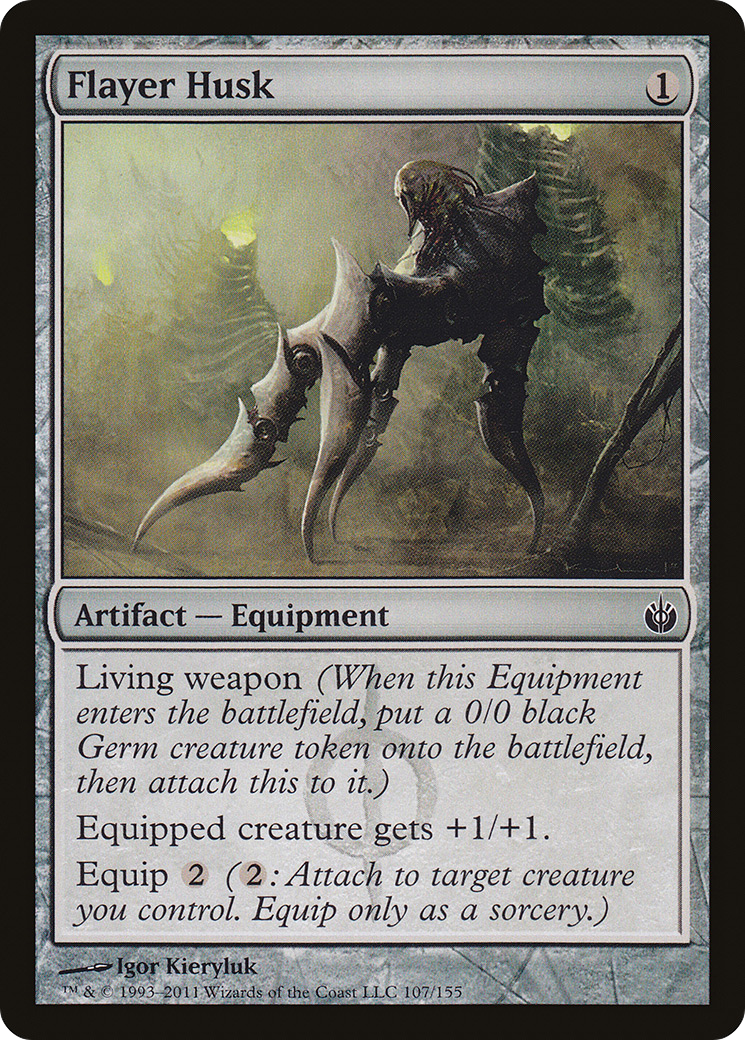 Flayer Husk
1
Artifact — Equipment
Living weapon (When this Equipment
enters the battlefield, put a 0/0 black
Germ creature token onto the battlefield,
then attach this to it.)
Equipped creature gets +1/+1.
Equip 2 (2: Attach to target creature
you control. Equip only as a sorcery.)
Igor Kieryluk
™ & © 1993–2011 Wizards of the Coast LLC 107/155